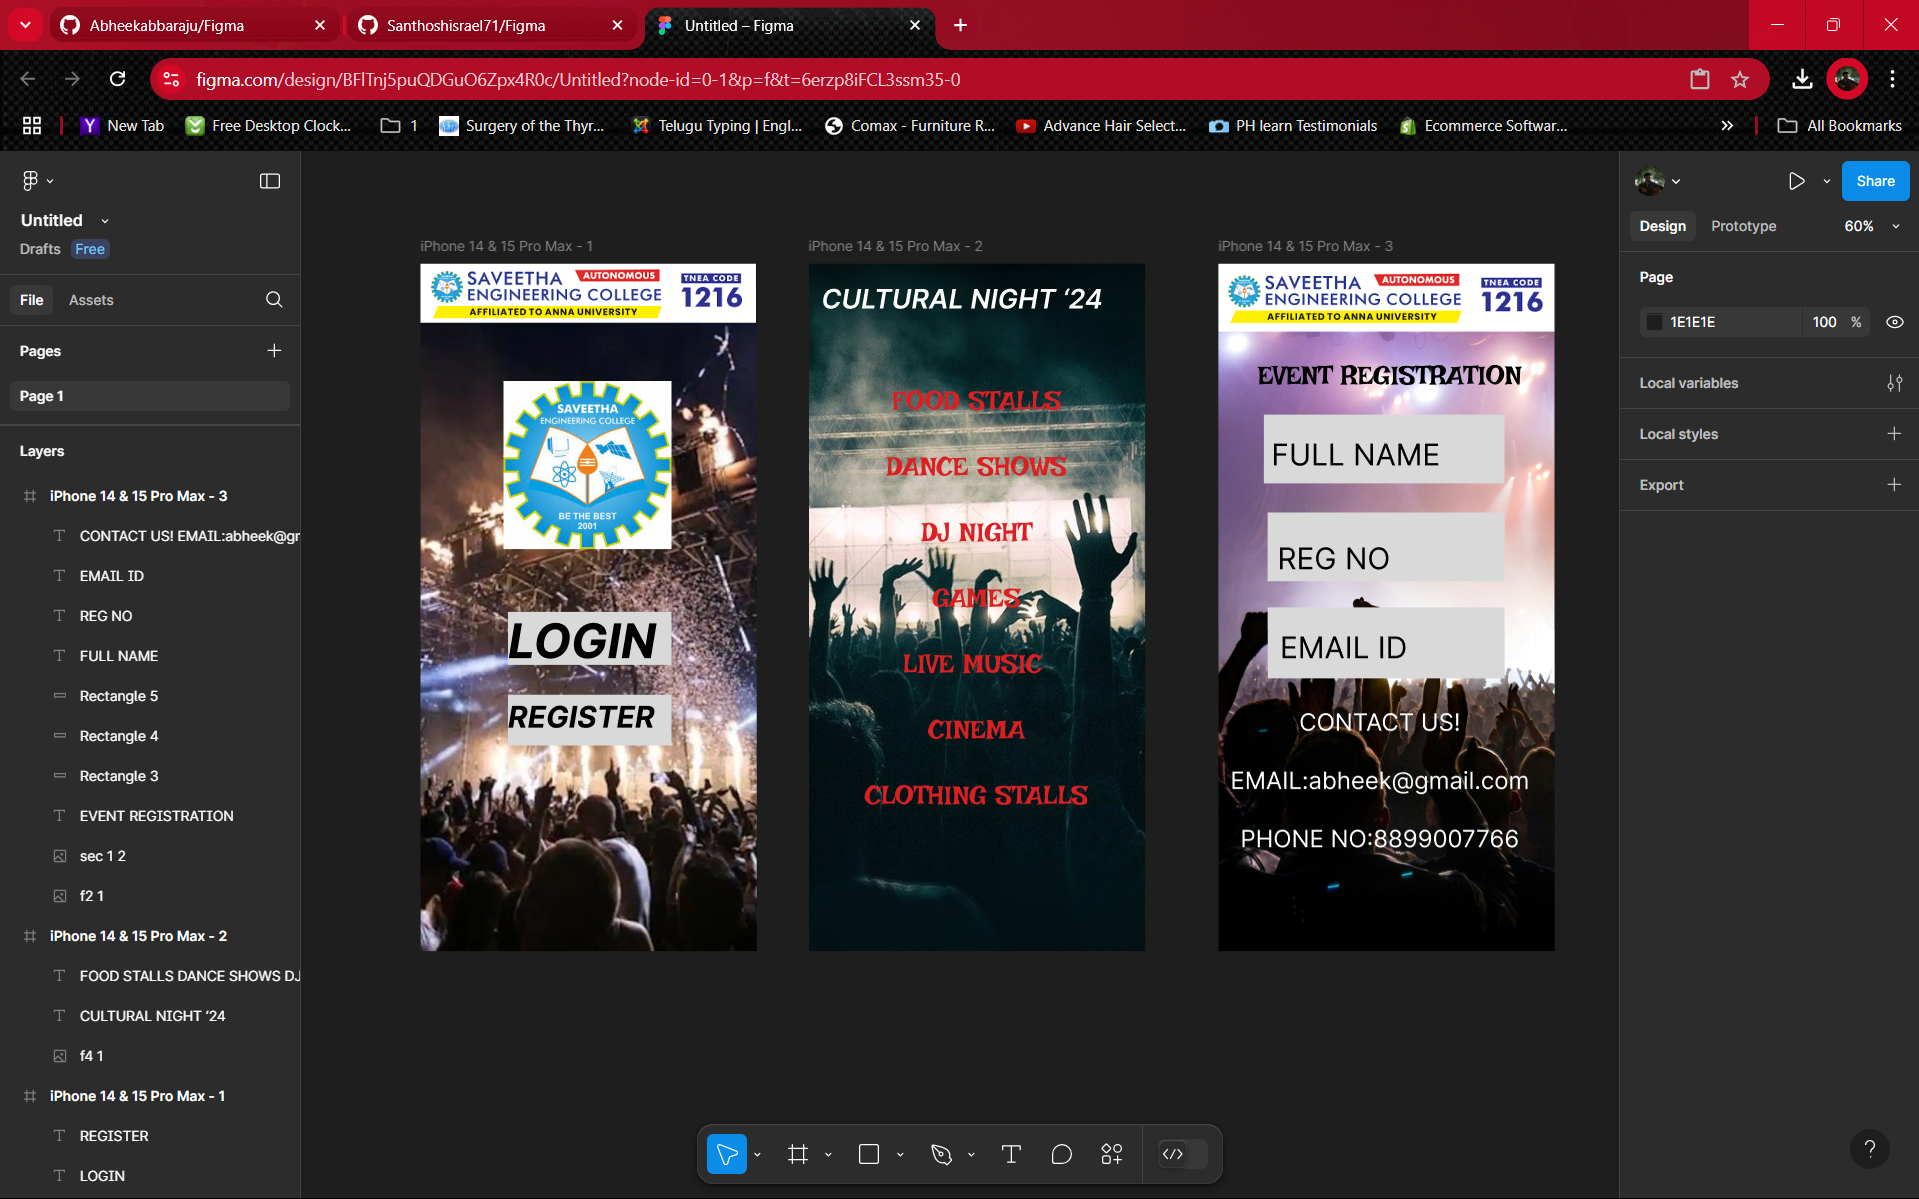 Abheekabbaraju/Figma
Santhoshisrael71/Figma
Untitled – Figma
figma.com/design/BFlTnj5puQDGuO6Zpx4R0c/Untitled?node-id=0-1&p=f&t=6erzp8iFCL3ssm35-0
New Tab
Free Desktop Clock...
1
Surgery of the Thyr...
Telugu Typing | Engl...
Comax - Furniture R...
Advance Hair Select...
PH learn Testimonials
Ecommerce Softwar...
All Bookmarks
Untitled
Drafts Free
File Assets
Pages
Page 1
Layers
iPhone 14 & 15 Pro Max - 3
CONTACT US! EMAIL:abheek@gr
EMAIL ID
REG NO
FULL NAME
Rectangle 5
Rectangle 4
Rectangle 3
EVENT REGISTRATION
sec 1 2
f2 1
iPhone 14 & 15 Pro Max - 2
FOOD STALLS DANCE SHOWS DJ
CULTURAL NIGHT ‘24
f4 1
iPhone 14 & 15 Pro Max - 1
REGISTER
LOGIN
iPhone 14 & 15 Pro Max - 1
SAVEETHA AUTONOMOUS
ENGINEERING COLLEGE
AFFILIATED TO ANNA UNIVERSITY
TNEA CODE
1216
SAVEETHA
ENGINEERING COLLEGE
BE THE BEST
2001
LOGIN
REGISTER
iPhone 14 & 15 Pro Max - 2
CULTURAL NIGHT ‘24
FOOD STALLS
DANCE SHOWS
DJ NIGHT
GAMES
LIVE MUSIC
CINEMA
CLOTHING STALLS
iPhone 14 & 15 Pro Max - 3
SAVEETHA AUTONOMOUS
ENGINEERING COLLEGE
AFFILIATED TO ANNA UNIVERSITY
TNEA CODE
1216
EVENT REGISTRATION
FULL NAME
REG NO
EMAIL ID
CONTACT US!
EMAIL:abheek@gmail.com
PHONE NO:8899007766
Share
Design Prototype 60%
Page
1E1E1E 100 %
Local variables
Local styles
Export
?